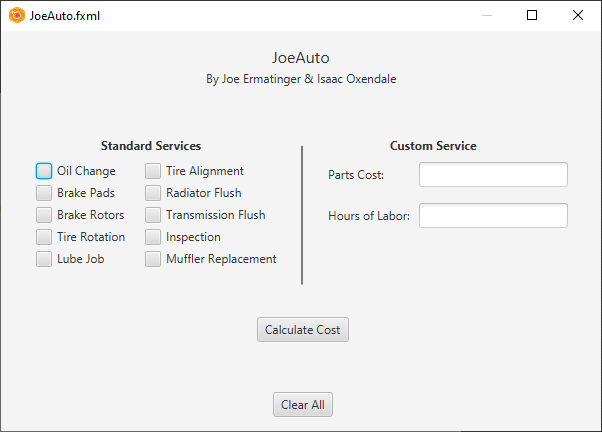 JoeAuto.fxml
JoeAuto
By Joe Ermatinger & Isaac Oxendale
Standard Services
Oil Change
Tire Alignment
Brake Pads
Radiator Flush
Brake Rotors
Transmission Flush
Tire Rotation
Inspection
Lube Job
Muffler Replacement
Custom Service
Parts Cost:
Hours of Labor:
Calculate Cost
Clear All